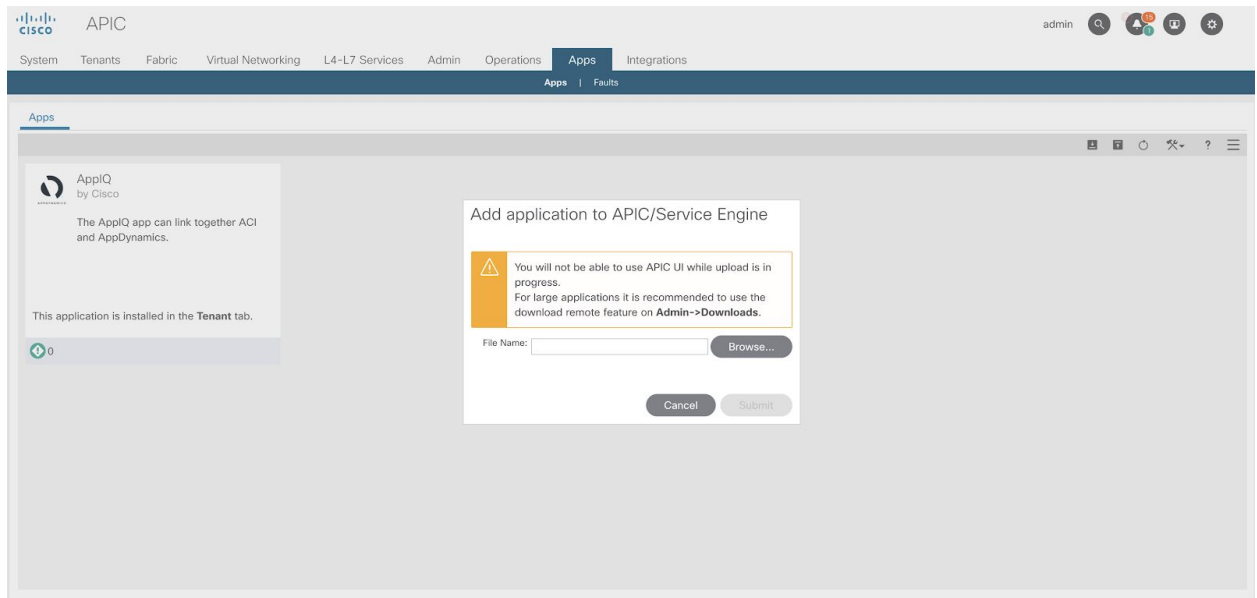 cisco
APIC
admin
15
1
System Tenants Fabric Virtual Networking L4-L7 Services Admin Operations Apps Integrations
Apps | Faults
Apps
?
AppIQ
by Cisco
APPDYNAMICS
The AppIQ app can link together ACI
and AppDynamics.
This application is installed in the Tenant tab.
0
Add application to APIC/Service Engine
You will not be able to use APIC UI while upload is in
progress.
For large applications it is recommended to use the
download remote feature on Admin->Downloads.
File Name:
Browse...
Cancel Submit